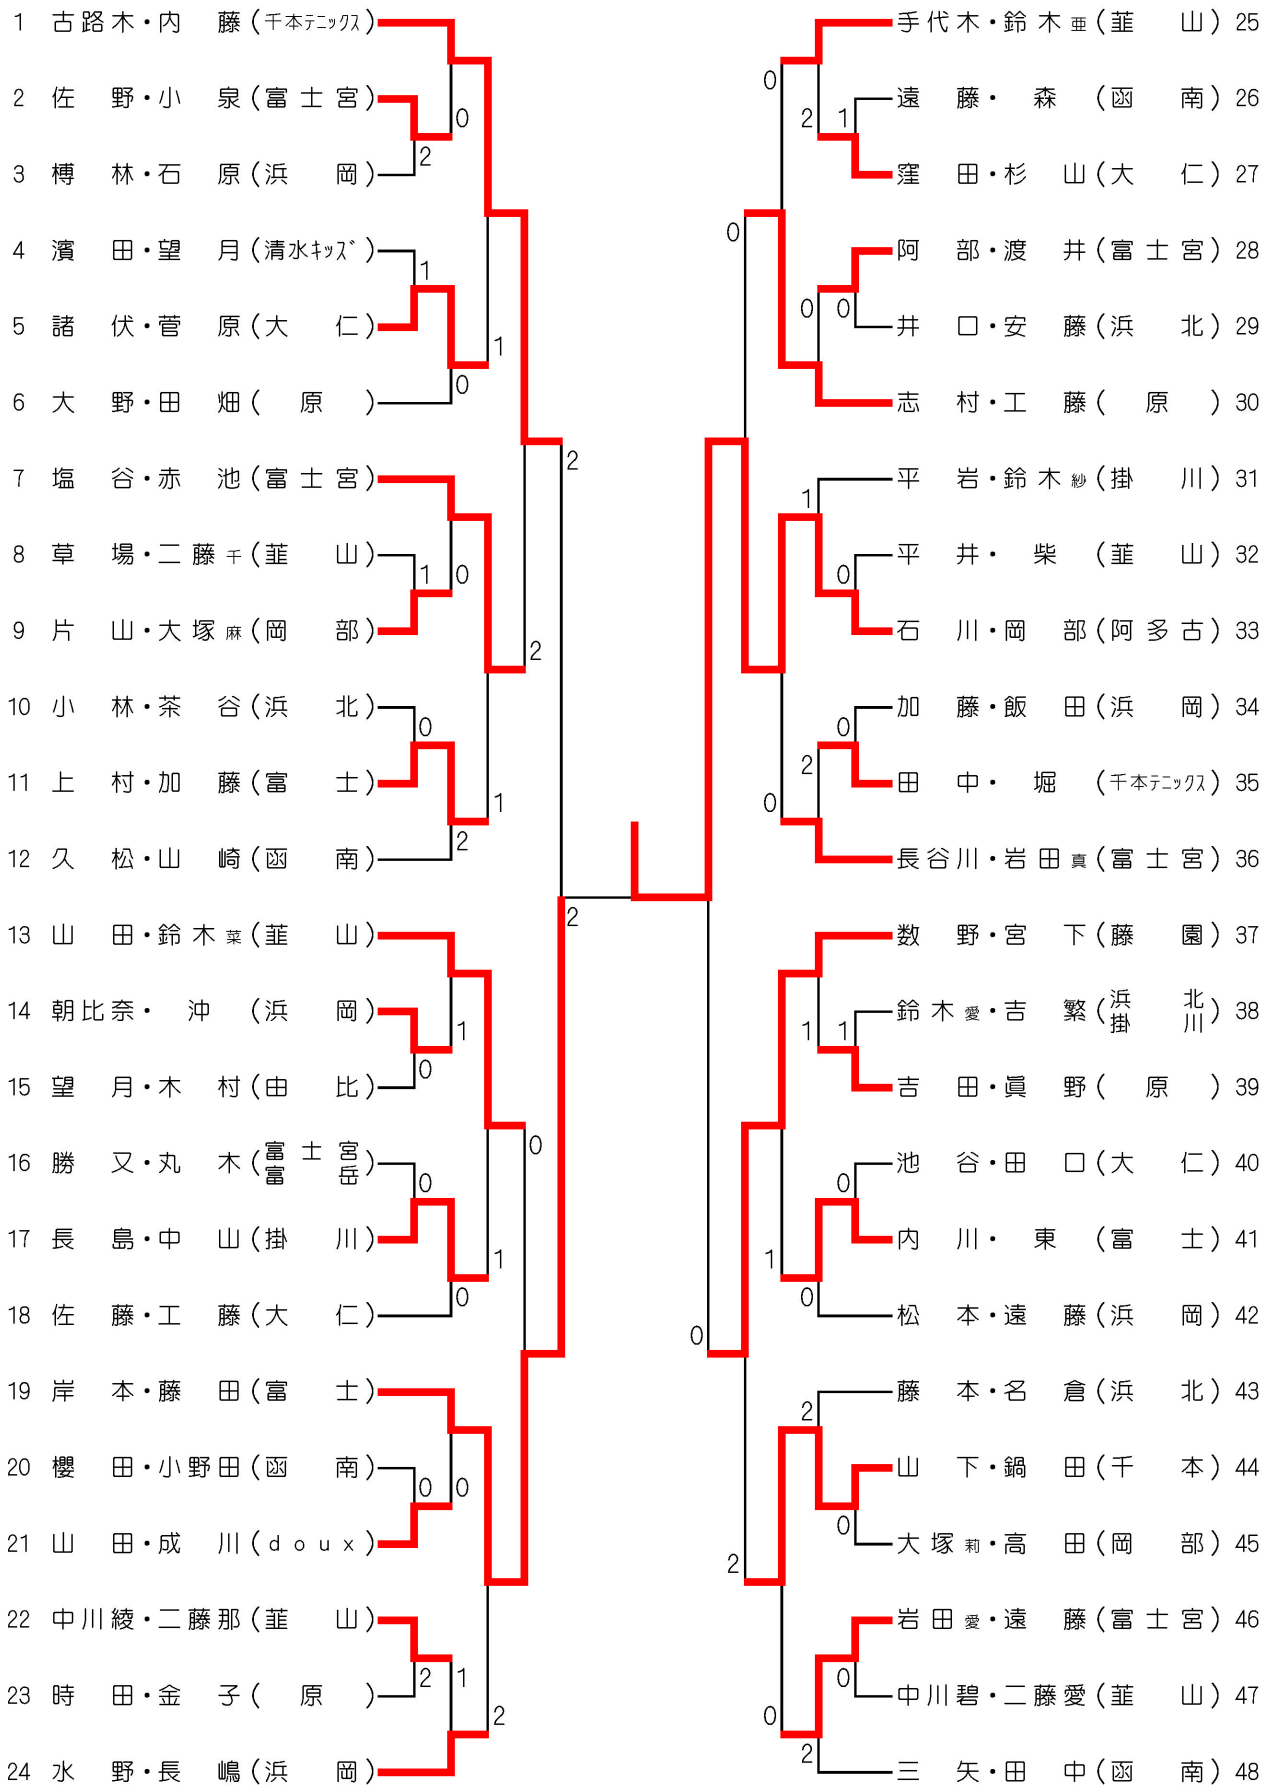 1 古路木・内 藤(千本テニックス)
2 佐 野・小 泉(富士宮)
3 榑 林・石 原(浜 岡)
4 濱 田・望 月(清水キッズ)
5 諸 伏・菅 原(大 仁)
6 大 野・田 畑( 原 )
7 塩 谷・赤 池(富士宮)
8 草 場・二藤千(韮 山)
9 片 山・大塚麻(岡 部)
10 小 林・茶 谷(浜 北)
11 上 村・加 藤(富 士)
12 久 松・山 崎(函 南)
13 山 田・鈴木菜(韮 山)
14 朝比奈・ 沖 (浜 岡)
15 望 月・木 村(由 比)
16 勝 又・丸 木(富士宮 富 岳)
17 長 島・中 山(掛 川)
18 佐 藤・工 藤(大 仁)
19 岸 本・藤 田(富 士)
20 櫻 田・小野田(函 南)
21 山 田・成 川(doux)
22 中川綾・二藤那(韮 山)
23 時 田・金 子( 原 )
24 水 野・長 嶋(浜 岡)
0
2
1
0
1
1
0
2
0
2
1
2
1
0
0
0
1
0
0
0
2
1
2
2
2
手代木・鈴木亜(韮 山) 25
遠 藤・ 森 (函 南) 26
窪 田・杉 山(大 仁) 27
阿 部・渡 井(富士宮) 28
井 口・安 藤(浜 北) 29
志 村・工 藤( 原 ) 30
平 岩・鈴木紗(掛 川) 31
平 井・ 柴 (韮 山) 32
石 川・岡 部(阿多古) 33
加 藤・飯 田(浜 岡) 34
田 中・ 堀 (千本テニックス) 35
長谷川・岩田真(富士宮) 36
数 野・宮 下(藤 園) 37
鈴木愛・吉 繁(浜 北 掛 川) 38
吉 田・眞 野( 原 ) 39
池 谷・田 口(大 仁) 40
内 川・ 東 (富 士) 41
松 本・遠 藤(浜 岡) 42
藤 本・名 倉(浜 北) 43
山 下・鍋 田(千 本) 44
大塚莉・高 田(岡 部) 45
岩田愛・遠 藤(富士宮) 46
中川碧・二藤愛(韮 山) 47
三 矢・田 中(函 南) 48
0
2
1
0
0
0
1
0
0
2
0
1
1
0
1
0
0
2
0
2
0
0
2